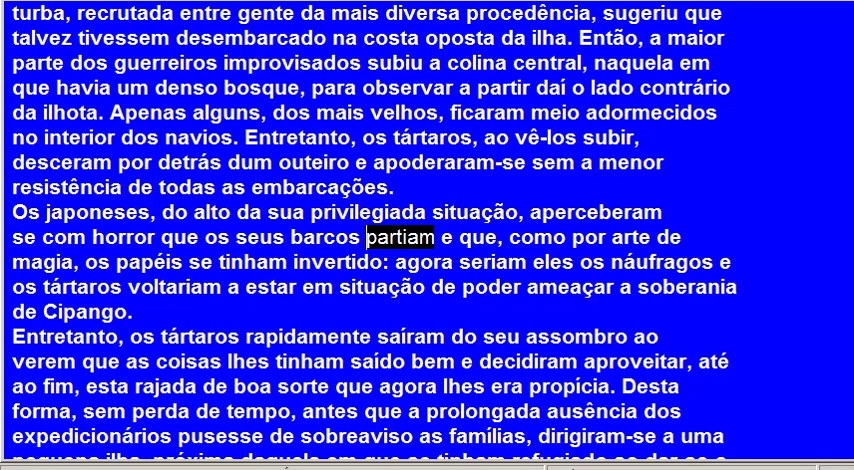 turba, recrutada entre gente da mais diversa procedência, sugeriu que
talvez tivessem desembarcado na costa oposta da ilha. Então, a maior
parte dos guerreiros improvisados subiu a colina central, naquela em
que havia um denso bosque, para observar a partir daí o lado contrário
da ilhota. Apenas alguns, dos mais velhos, ficaram meio adormecidos
no interior dos navios. Entretanto, os tártaros, ao vê-los subir,
desceram por detrás dum outeiro e apoderaram-se sem a menor
resistência de todas as embarcações.
Os japoneses, do alto da sua privilegiada situação, aperceberam
se com horror que os seus barcos partiam e que, como por arte de
magia, os papéis se tinham invertido: agora seriam eles os náufragos e
os tártaros voltariam a estar em situação de poder ameaçar a soberania
de Cipango.
Entretanto, os tártaros rapidamente saíram do seu assombro ao
verem que as coisas lhes tinham saído bem e decidiram aproveitar, até
ao fim, esta rajada de boa sorte que agora lhes era propícia. Desta
forma, sem perda de tempo, antes que a prolongada ausência dos
expedicionários pusesse de sobreaviso as famílias, dirigiram-se a uma
pequena ilha, próxima daquela em que se tinham refugiado